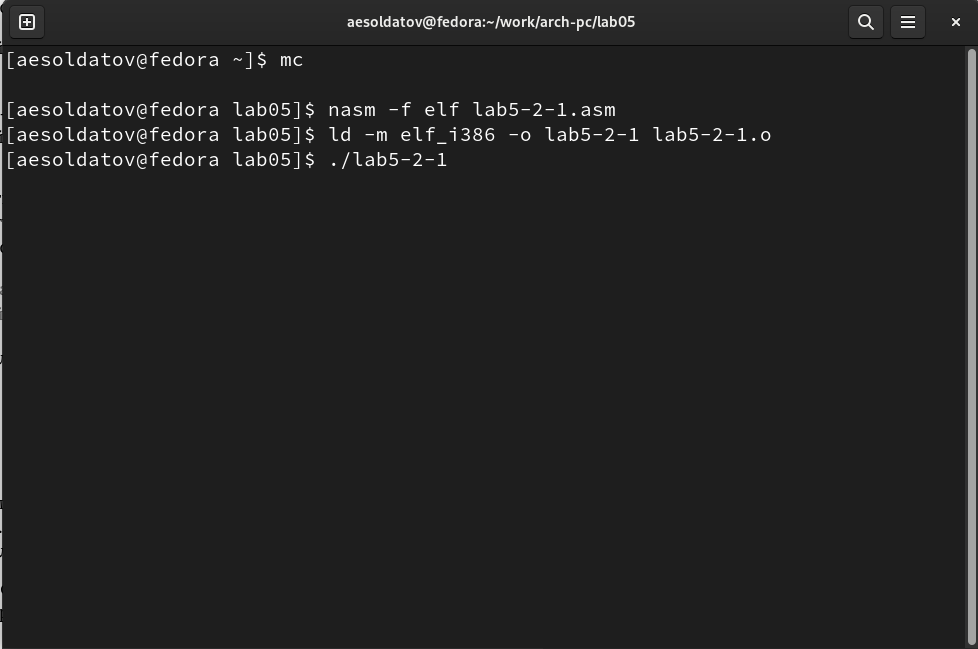 aesoldatov@fedora:~/work/arch-pc/lab05
[aesoldatov@fedora ~]$ mc
[aesoldatov@fedora lab05]$ nasm -f elf lab5-2-1.asm
[aesoldatov@fedora lab05]$ ld -m elf_i386 -o lab5-2-1 lab5-2-1.o
[aesoldatov@fedora lab05]$ ./lab5-2-1